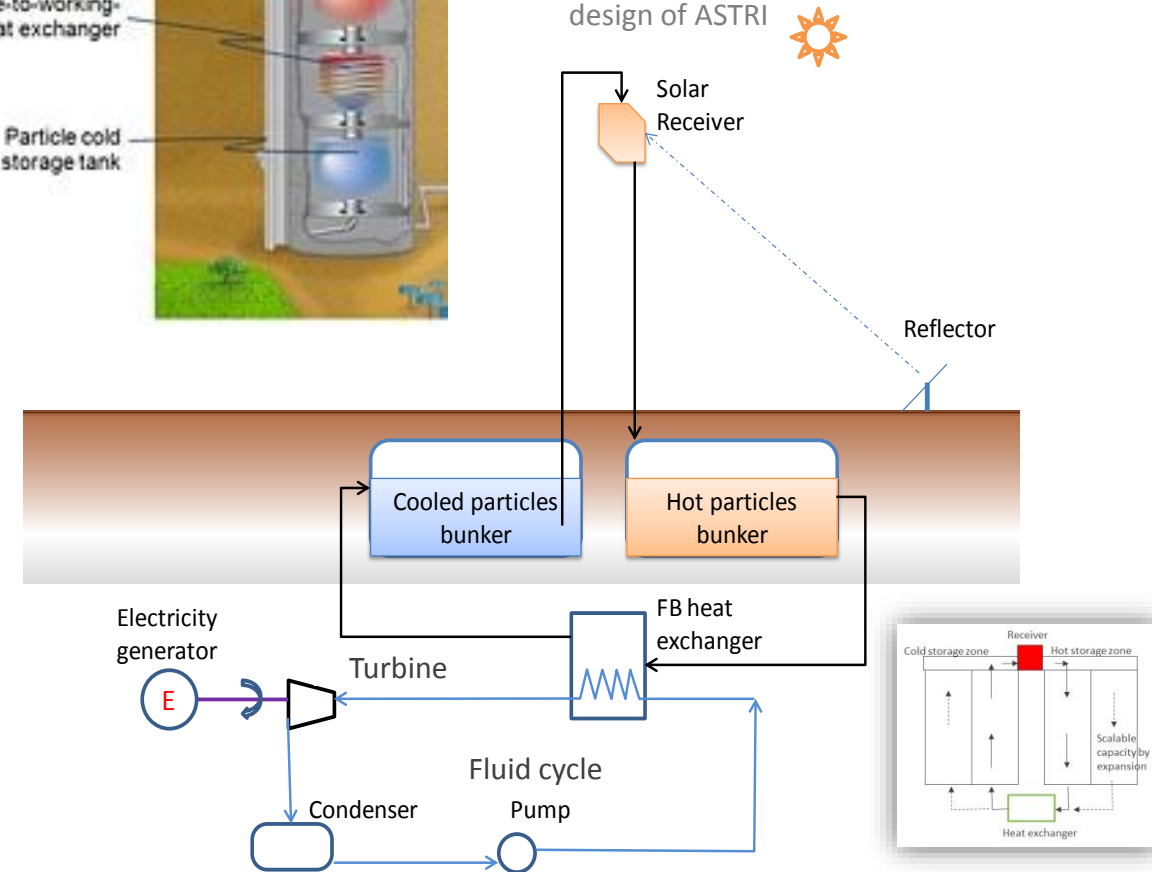 e-to-working-
at exchanger
Particle cold
storage tank
design of ASTRI
Solar
Receiver
Reflector
Cooled particles
bunker
Hot particles
bunker
Electricity
generator
FB heat
exchanger
E
Turbine
Fluid cycle
Condenser
Pump
Receiver
Cold storage zone
Hot storage zone
Scalable
capacity by
expansion
Heat exchanger